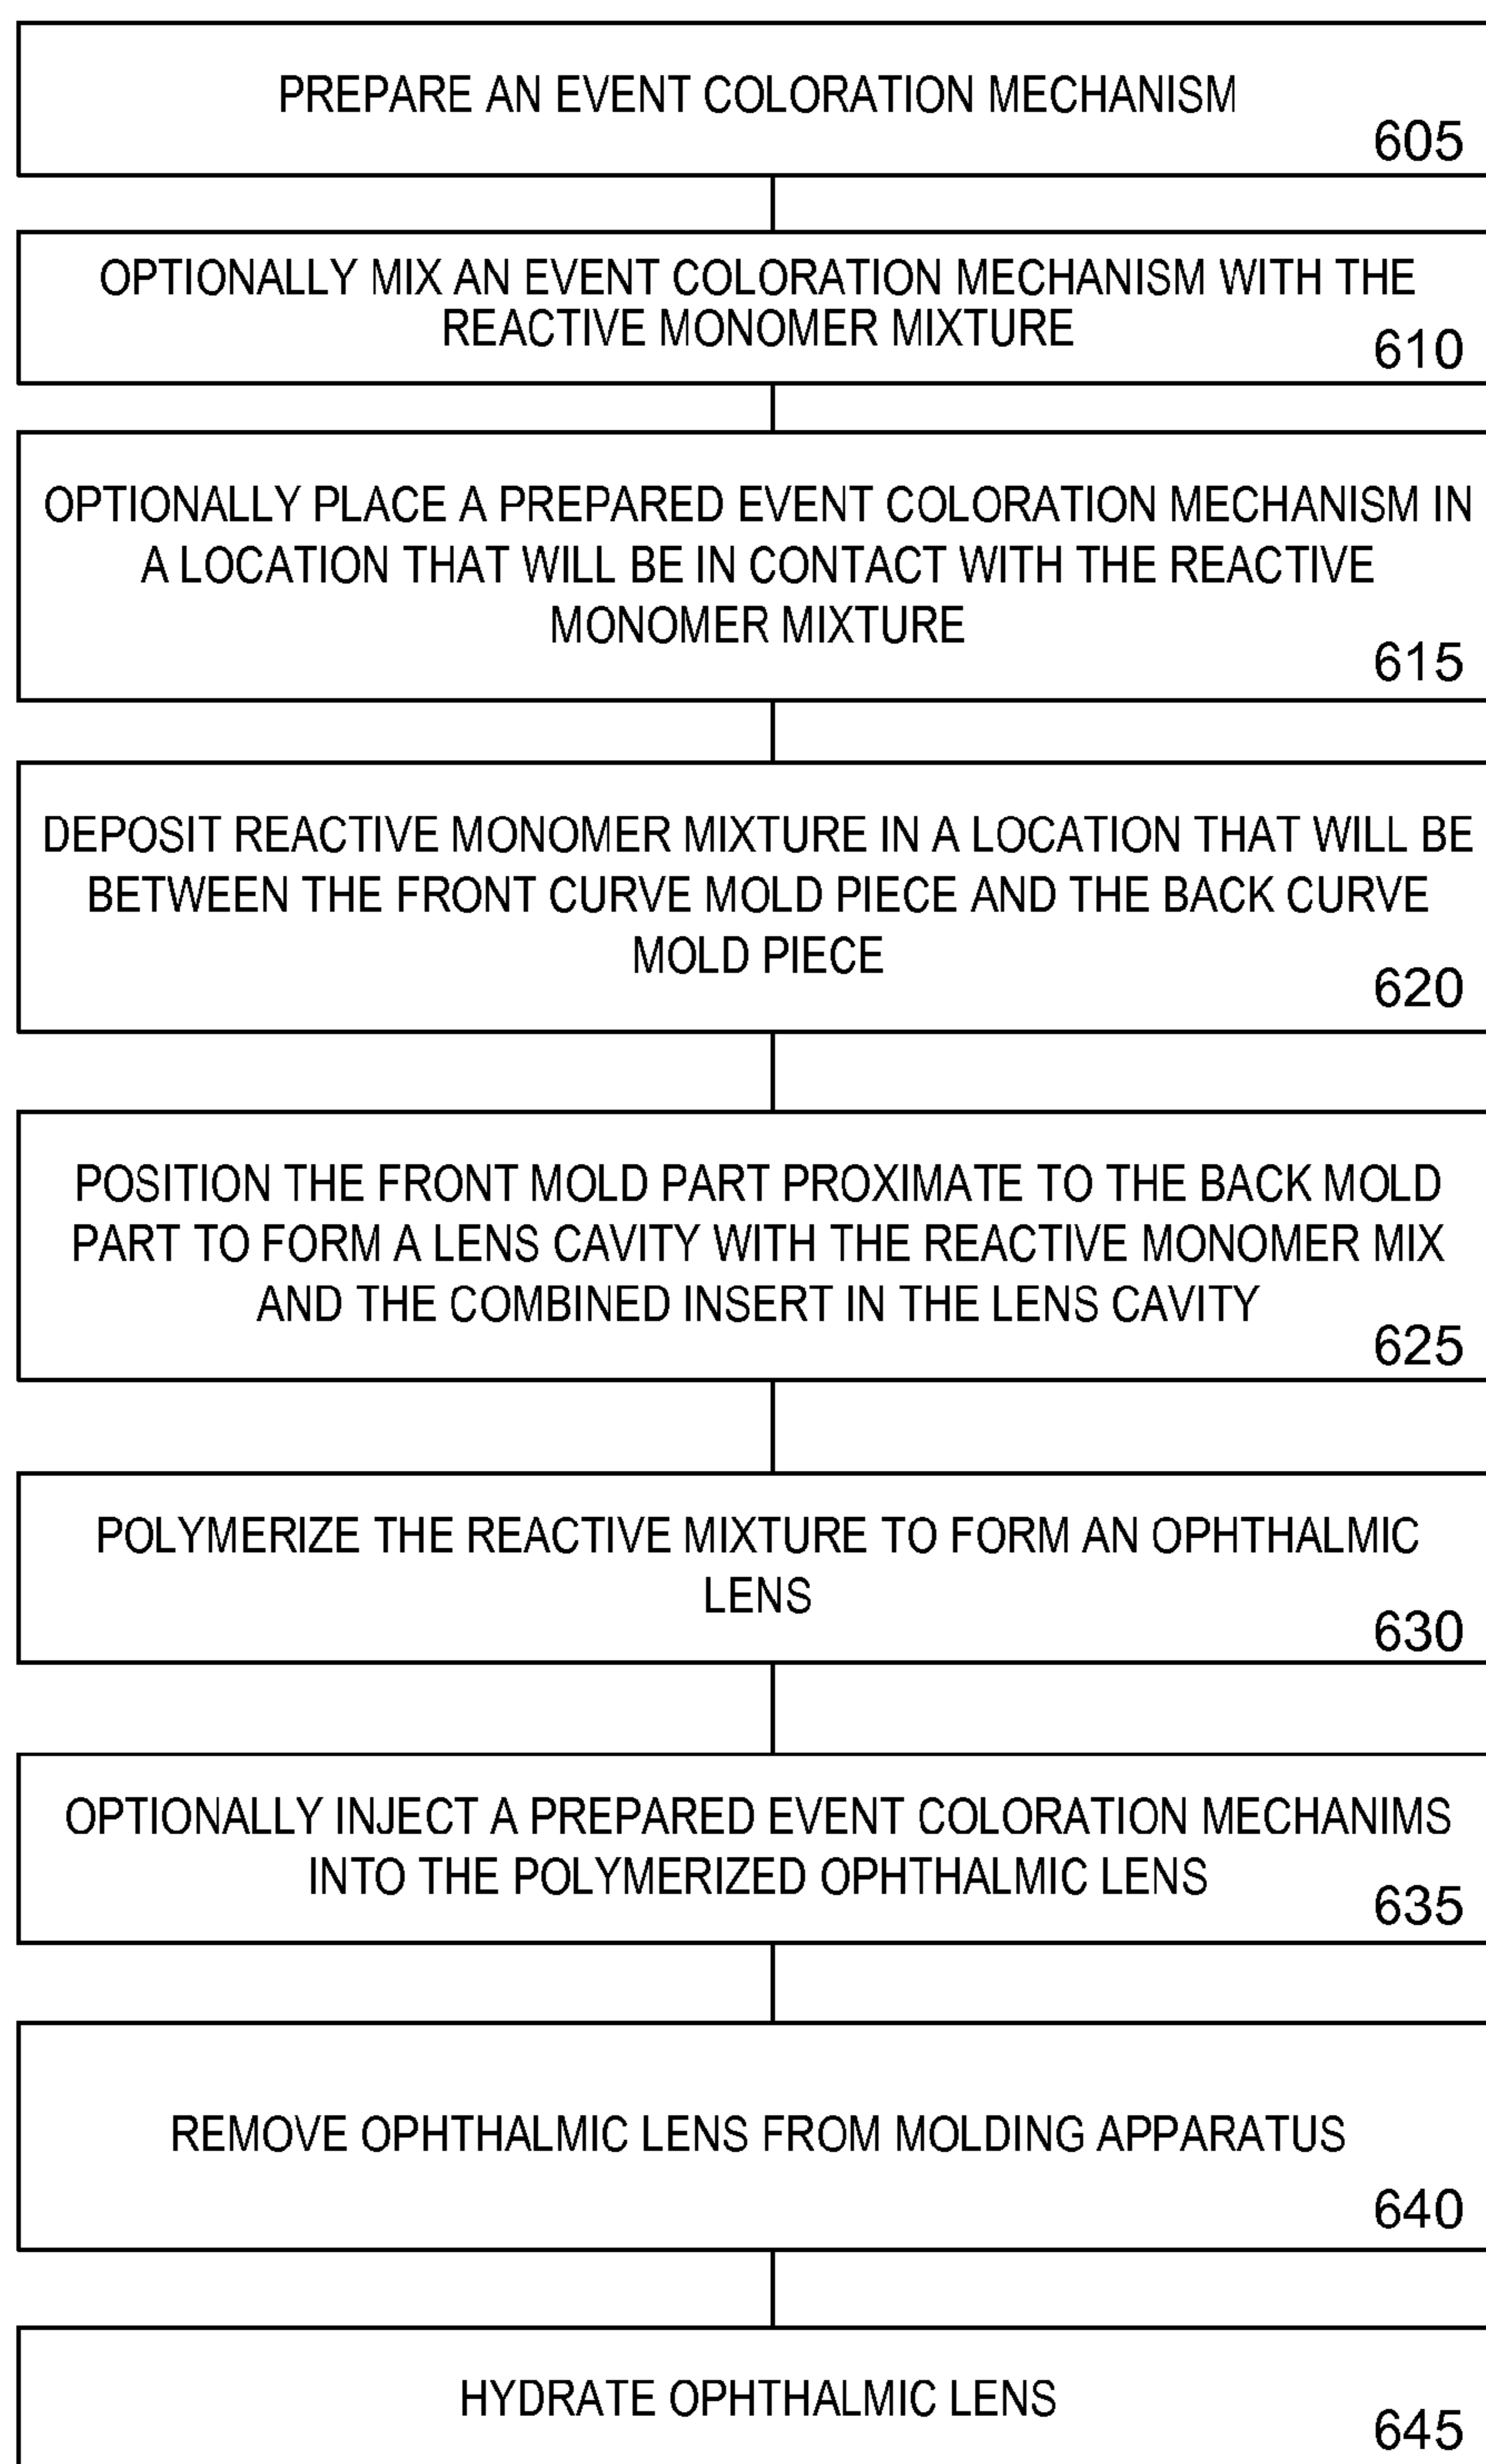 PREPARE AN EVENT COLORATION MECHANISM
605
OPTIONALLY MIX AN EVENT COLORATION MECHANISM WITH THE
REACTIVE MONOMER MIXTURE
610
OPTIONALLY PLACE A PREPARED EVENT COLORATION MECHANISM IN
A LOCATION THAT WILL BE IN CONTACT WITH THE REACTIVE
MONOMER MIXTURE
615
DEPOSIT REACTIVE MONOMER MIXTURE IN A LOCATION THAT WILL BE
BETWEEN THE FRONT CURVE MOLD PIECE AND THE BACK CURVE
MOLD PIECE
620
POSITION THE FRONT MOLD PART PROXIMATE TO THE BACK MOLD
PART TO FORM A LENS CAVITY WITH THE REACTIVE MONOMER MIX
AND THE COMBINED INSERT IN THE LENS CAVITY
625
POLYMERIZE THE REACTIVE MIXTURE TO FORM AN OPHTHALMIC
LENS
630
OPTIONALLY INJECT A PREPARED EVENT COLORATION MECHANIMS
INTO THE POLYMERIZED OPHTHALMIC LENS
635
REMOVE OPHTHALMIC LENS FROM MOLDING APPARATUS
640
HYDRATE OPHTHALMIC LENS
645